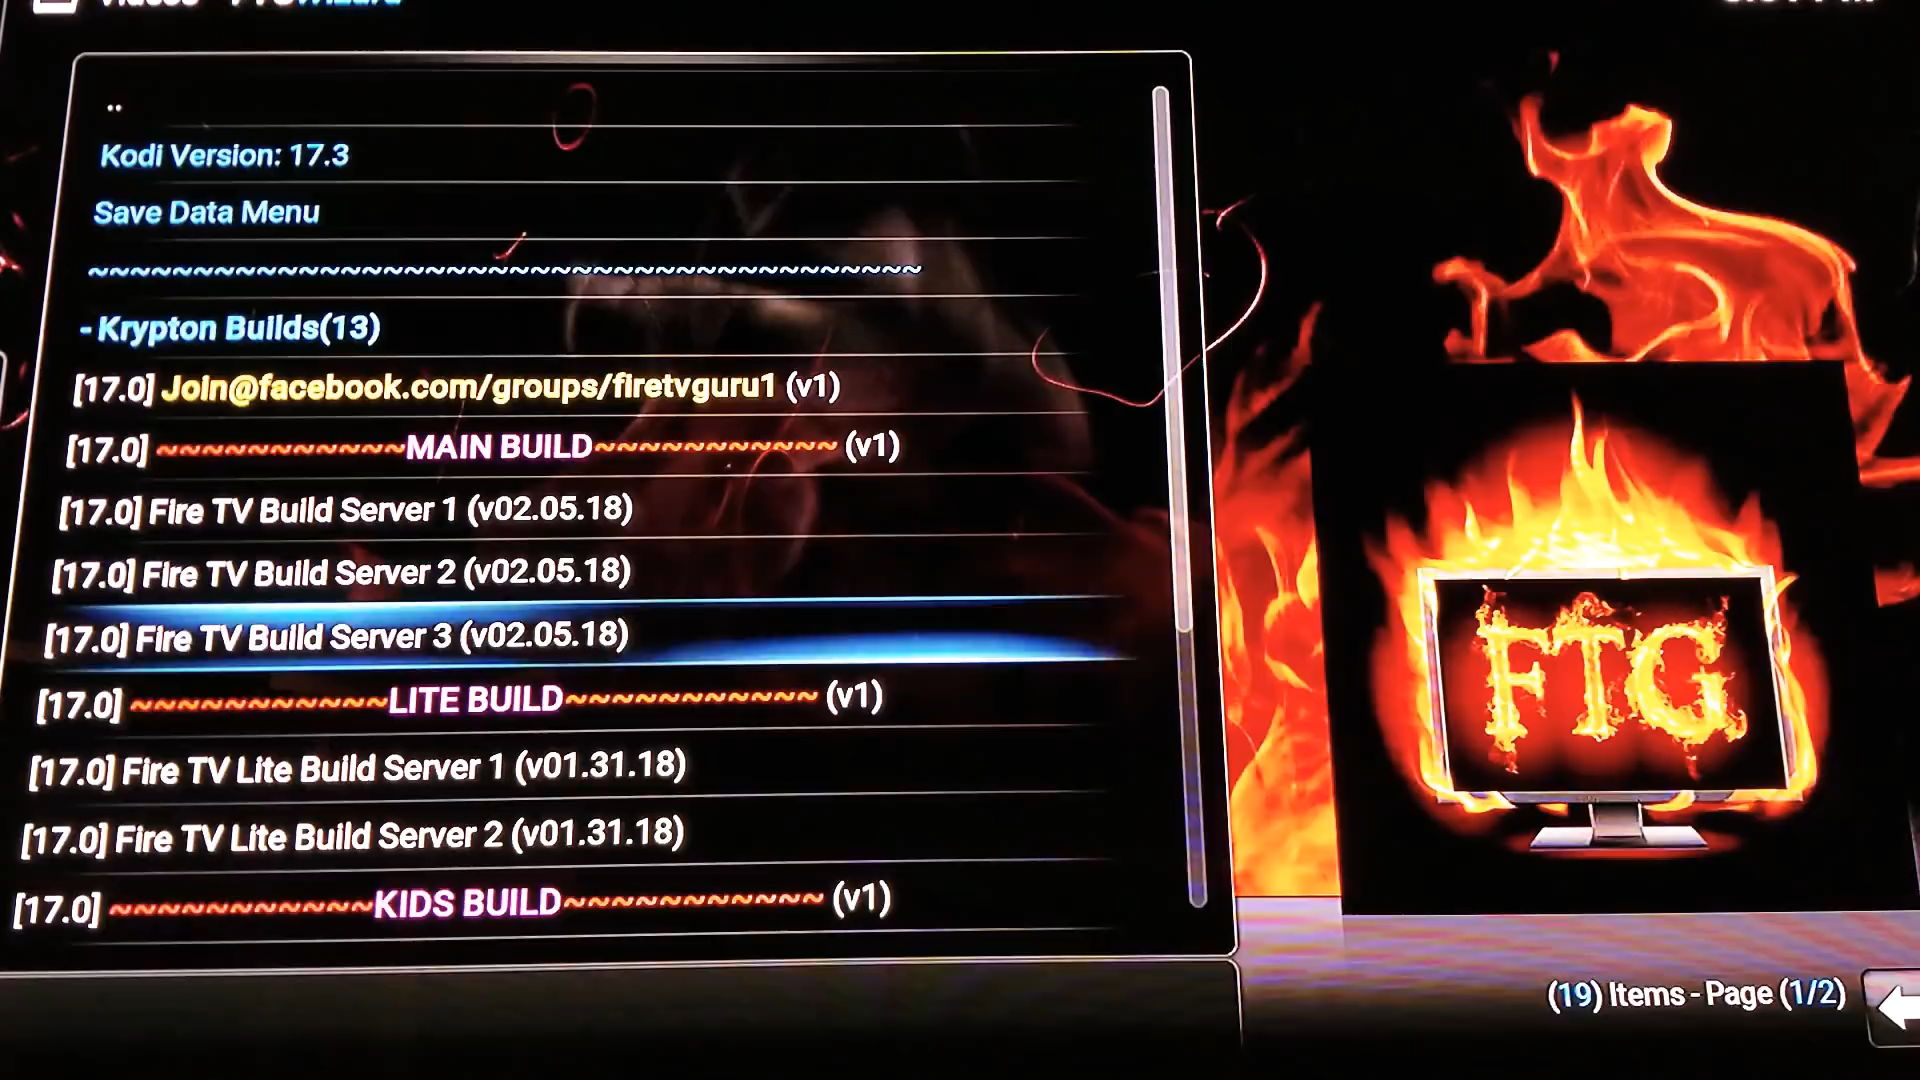 ..
Kodi Version: 17.3
Save Data Menu
~~~~~~~~~~~~~~~~~~~~~~~~~~~~~~~~~~~~~~~~
- Krypton Builds(13)
[17.0] Join@facebook.com/groups/firetvguru1 (v1)
[17.0] ~~~~~~~~~~~~MAIN BUILD~~~~~~~~~~~~ (v1)
[17.0] Fire TV Build Server 1 (v02.05.18)
[17.0] Fire TV Build Server 2 (v02.05.18)
[17.0] Fire TV Build Server 3 (v02.05.18)
[17.0] ~~~~~~~~~~~~LITE BUILD~~~~~~~~~~~~ (v1)
[17.0] Fire TV Lite Build Server 1 (v01.31.18)
[17.0] Fire TV Lite Build Server 2 (v01.31.18)
[17.0] ~~~~~~~~~~~~KIDS BUILD~~~~~~~~~~~~ (v1)
FTG
(19) Items - Page (1/2)